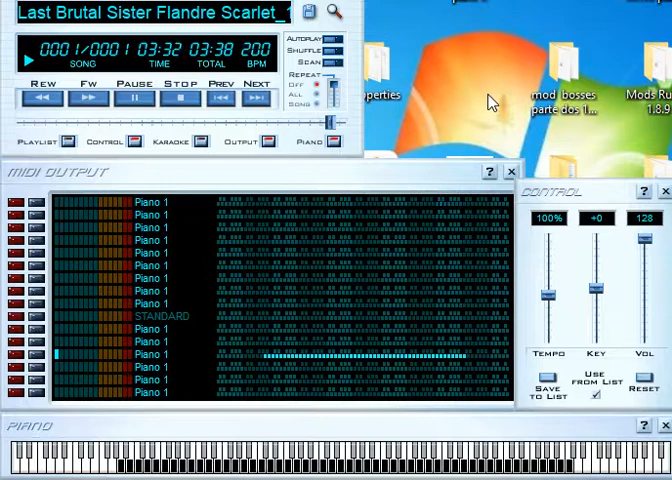 Last Brutal Sister Flandre Scarlet_1
0001/0001 03:32 03:38 200
SONG TIME TOTAL BPM
AUTOPLAY
SHUFFLE
SCAN
REPEAT
OFF
ALL
SONG
REW FW PAUSE STOP PREV NEXT
PLAYLIST CONTROL KARAOKE OUTPUT PIANO
operties
mod_bosses
parte dos 1...
Mods Ru
1.8.9
MIDI OUTPUT ? X
Piano 1
Piano 1
Piano 1
Piano 1
Piano 1
Piano 1
Piano 1
Piano 1
Piano 1
STANDARD
Piano 1
Piano 1
Piano 1
Piano 1
Piano 1
Piano 1
CONTROL ? X
100% +0 128
TEMPO KEY VOL
SAVE
TO LIST
USE
FROM LIST
RESET
PIANO ? X